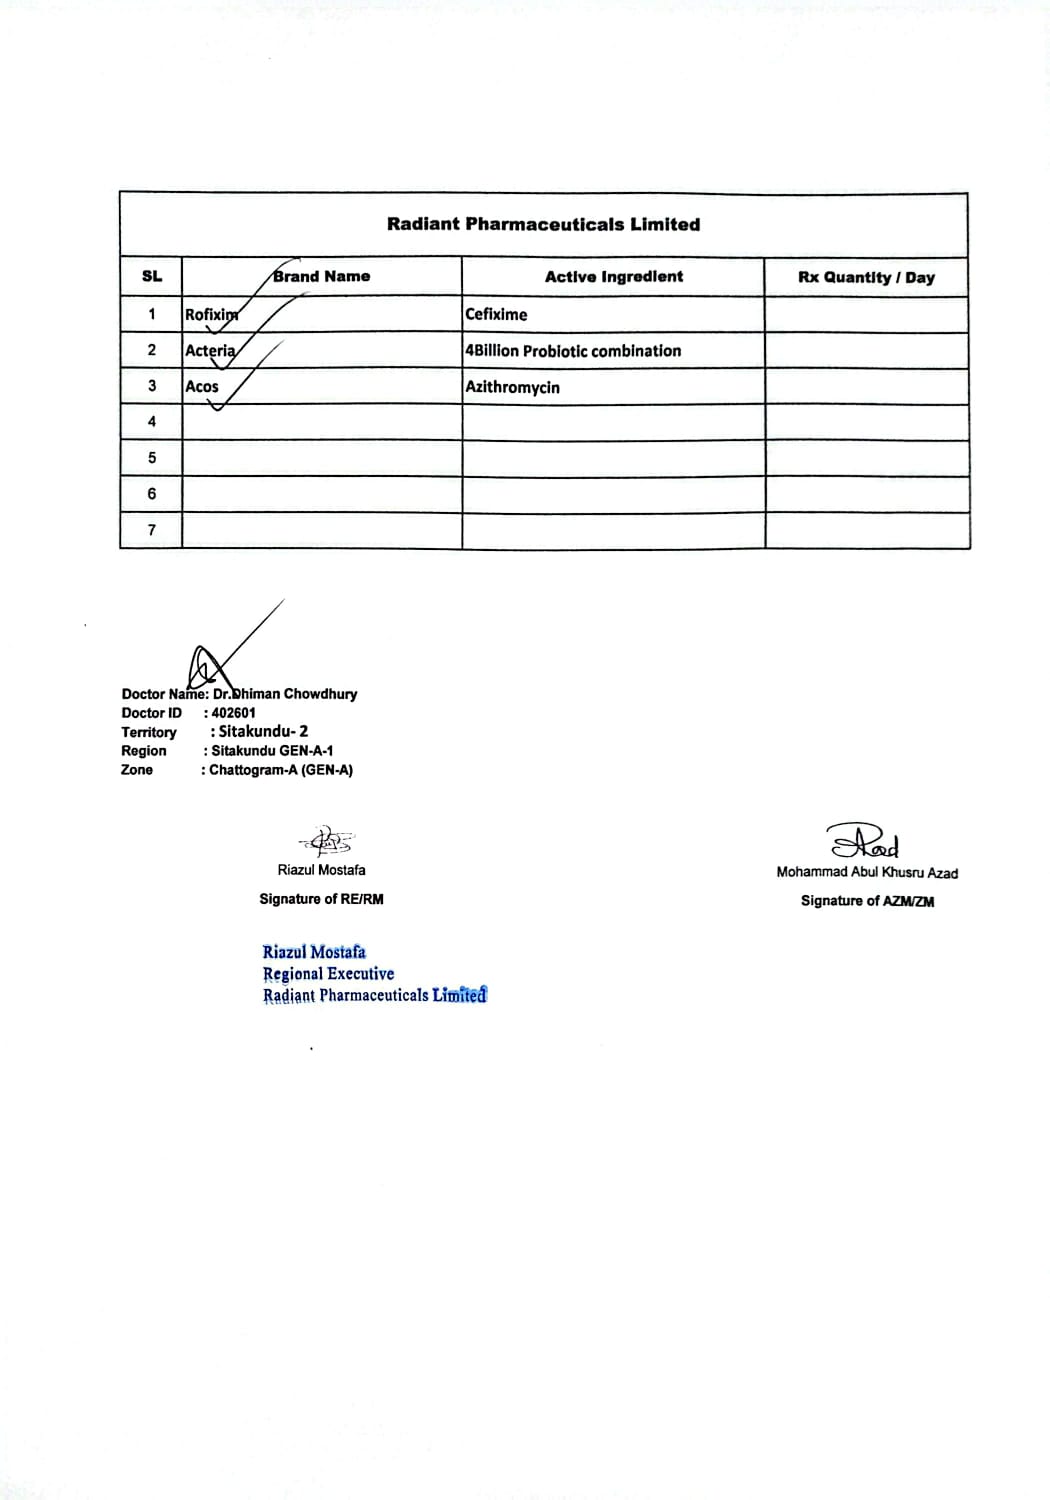 Radiant Pharmaceuticals Limited
SL Brand Name Active Ingredient Rx Quantity / Day
1 Rofixim Cefixime
2 Acteria 4Billion Probiotic combination
3 Acos Azithromycin
4
5
6
7
Doctor Name: Dr.Dhiman Chowdhury
Doctor ID : 402601
Territory : Sitakundu- 2
Region : Sitakundu GEN-A-1
Zone : Chattogram-A (GEN-A)
Riazul Mostafa
Signature of RE/RM
Azad
Mohammad Abul Khusru Azad
Signature of AZM/ZM
Riazul Mostafa
Regional Executive
Radiant Pharmaceuticals Limited